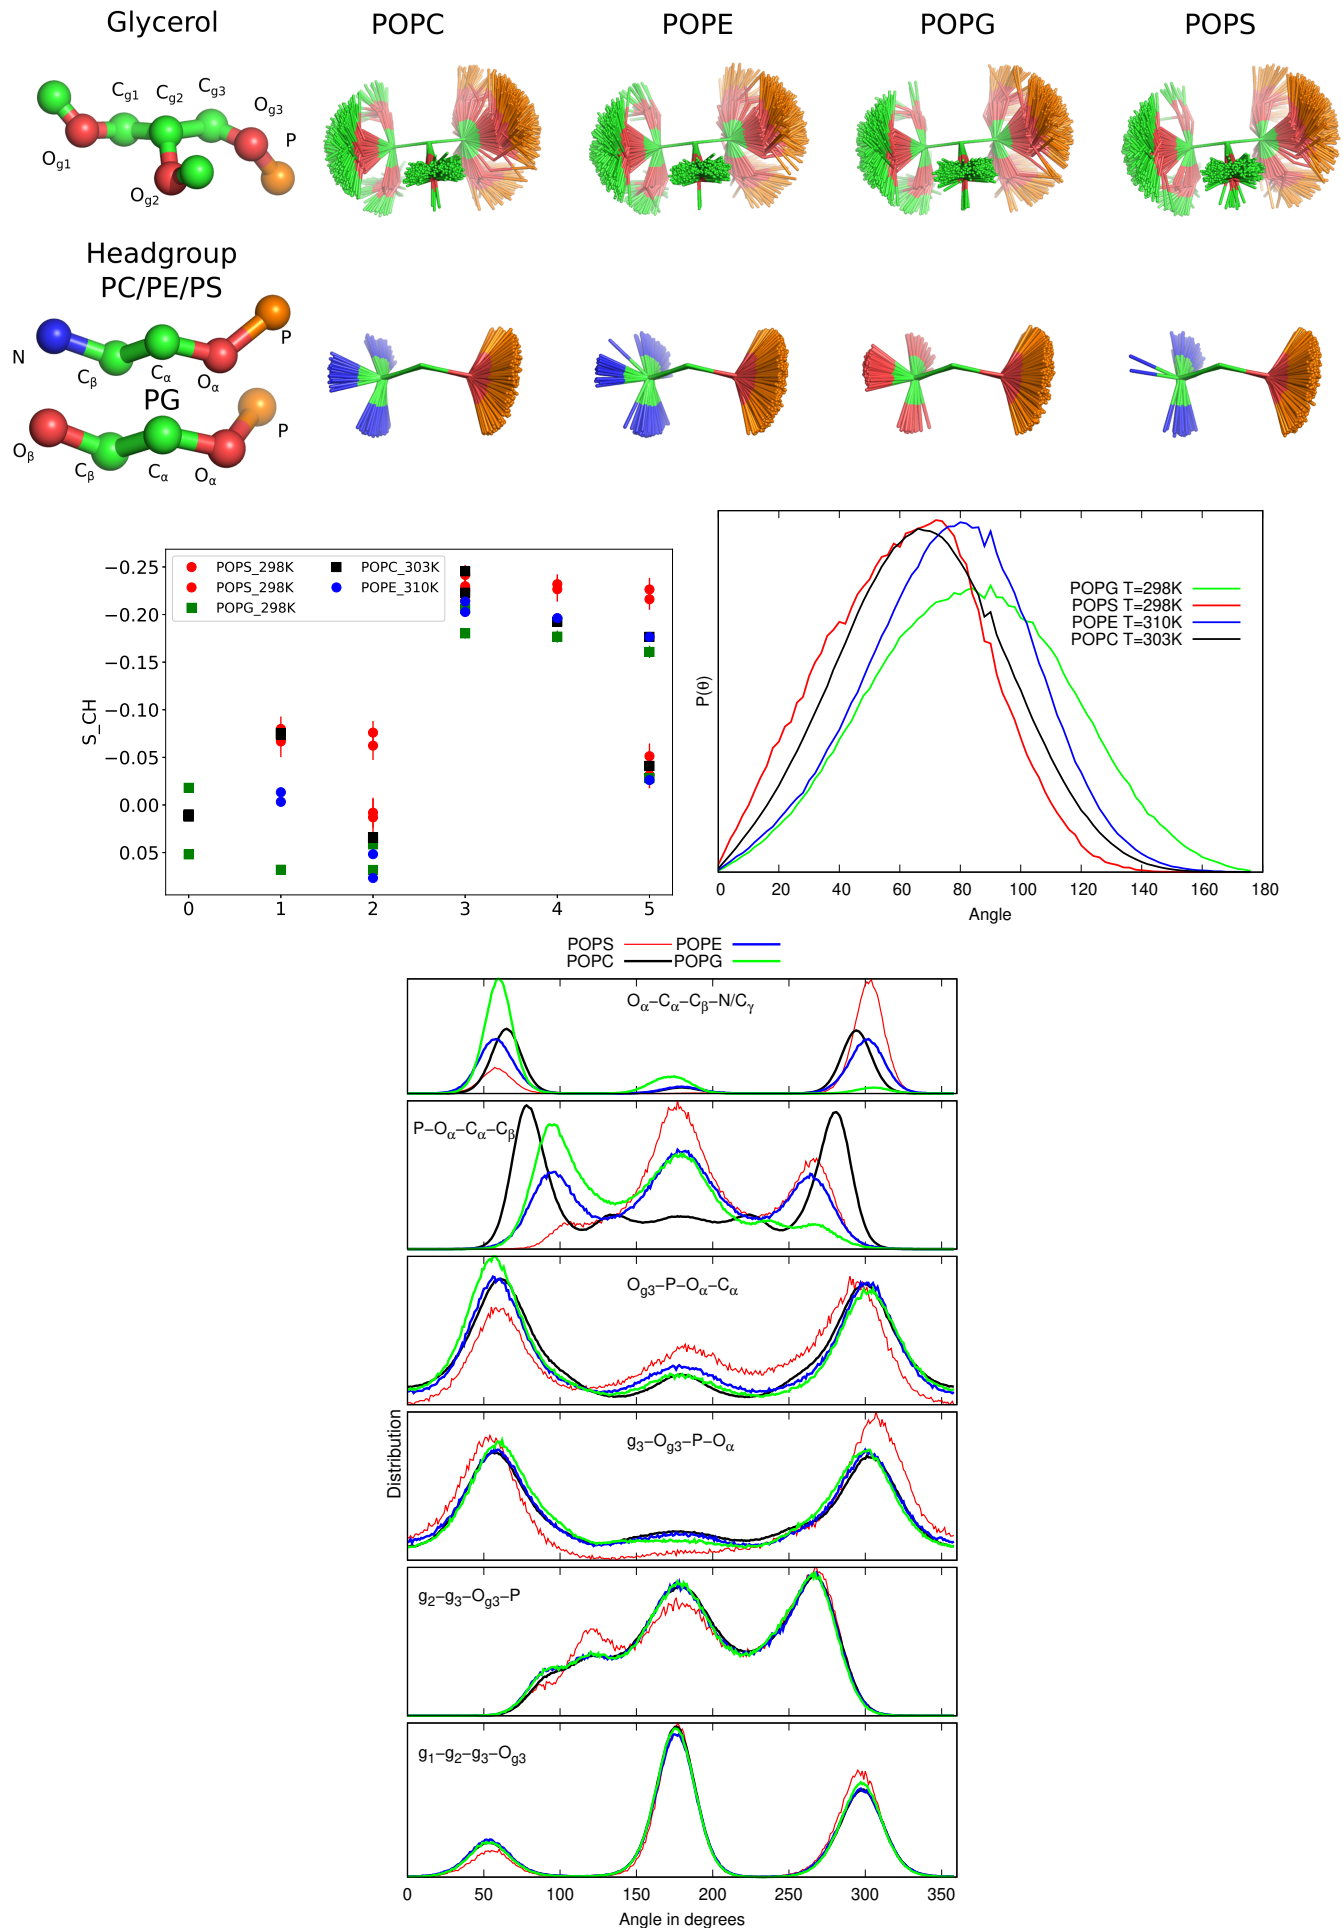 Glycerol POPC POPE POPG POPS
Cg1 Cg2 Cg3
Og3
P
Og1
Og2
Headgroup
PC/PE/PS
N
P
Cβ Cα Oα
PG
Oβ
P
Cβ Cα Oα
POPS_298K POPC_303K
POPS_298K POPE_310K
POPG_298K
−0.25
−0.20
−0.15
−0.10
−0.05
0.00
0.05
S_CH
0 1 2 3 4 5
POPG T=298K
POPS T=298K
POPE T=310K
POPC T=303K
P(θ)
0 20 40 60 80 100 120 140 160 180
Angle
POPS POPE
POPC POPG
Oα−Cα−Cβ−N/Cγ
P−Oα−Cα−Cβ
Og3−P−Oα−Cα
g3−Og3−P−Oα
Distribution
g2−g3−Og3−P
g1−g2−g3−Og3
0 50 100 150 200 250 300 350
Angle in degrees